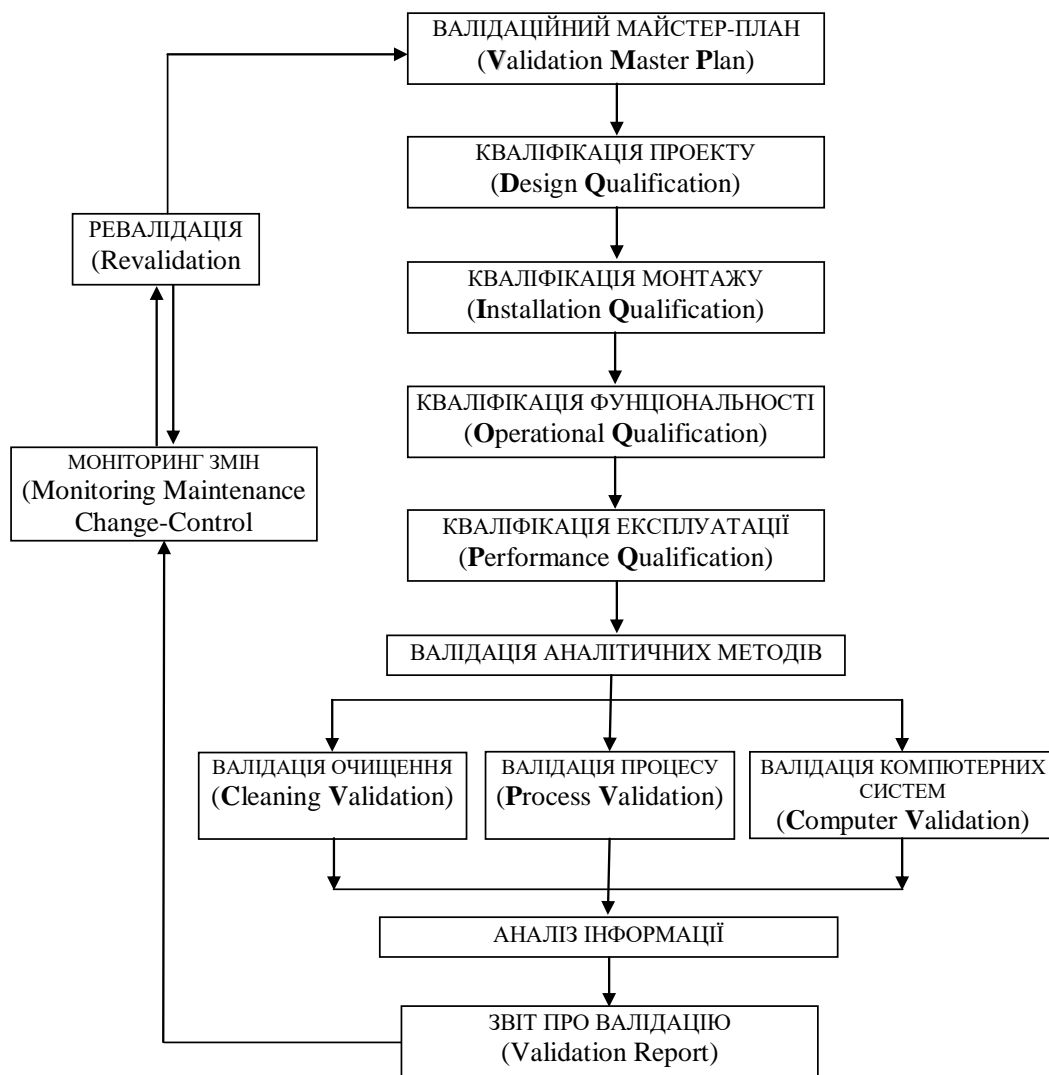 ВАЛІДАЦІЙНИЙ МАЙСТЕР-ПЛАН
(Validation Master Plan)
КВАЛІФІКАЦІЯ ПРОЕКТУ
(Design Qualification)
РЕВАЛІДАЦІЯ
(Revalidation
КВАЛІФІКАЦІЯ МОНТАЖУ
(Installation Qualification)
КВАЛІФІКАЦІЯ ФУНЦІОНАЛЬНОСТІ
(Operational Qualification)
МОНІТОРИНГ ЗМІН
(Monitoring Maintenance
Change-Control
КВАЛІФІКАЦІЯ ЕКСПЛУАТАЦІЇ
(Performance Qualification)
ВАЛІДАЦІЯ АНАЛІТИЧНИХ МЕТОДІВ
ВАЛІДАЦІЯ ОЧИЩЕННЯ
(Cleaning Validation)
ВАЛІДАЦІЯ ПРОЦЕСУ
(Process Validation)
ВАЛІДАЦІЯ КОМПЮТЕРНИХ
СИСТЕМ
(Computer Validation)
АНАЛІЗ ІНФОРМАЦІЇ
ЗВІТ ПРО ВАЛІДАЦІЮ
(Validation Report)